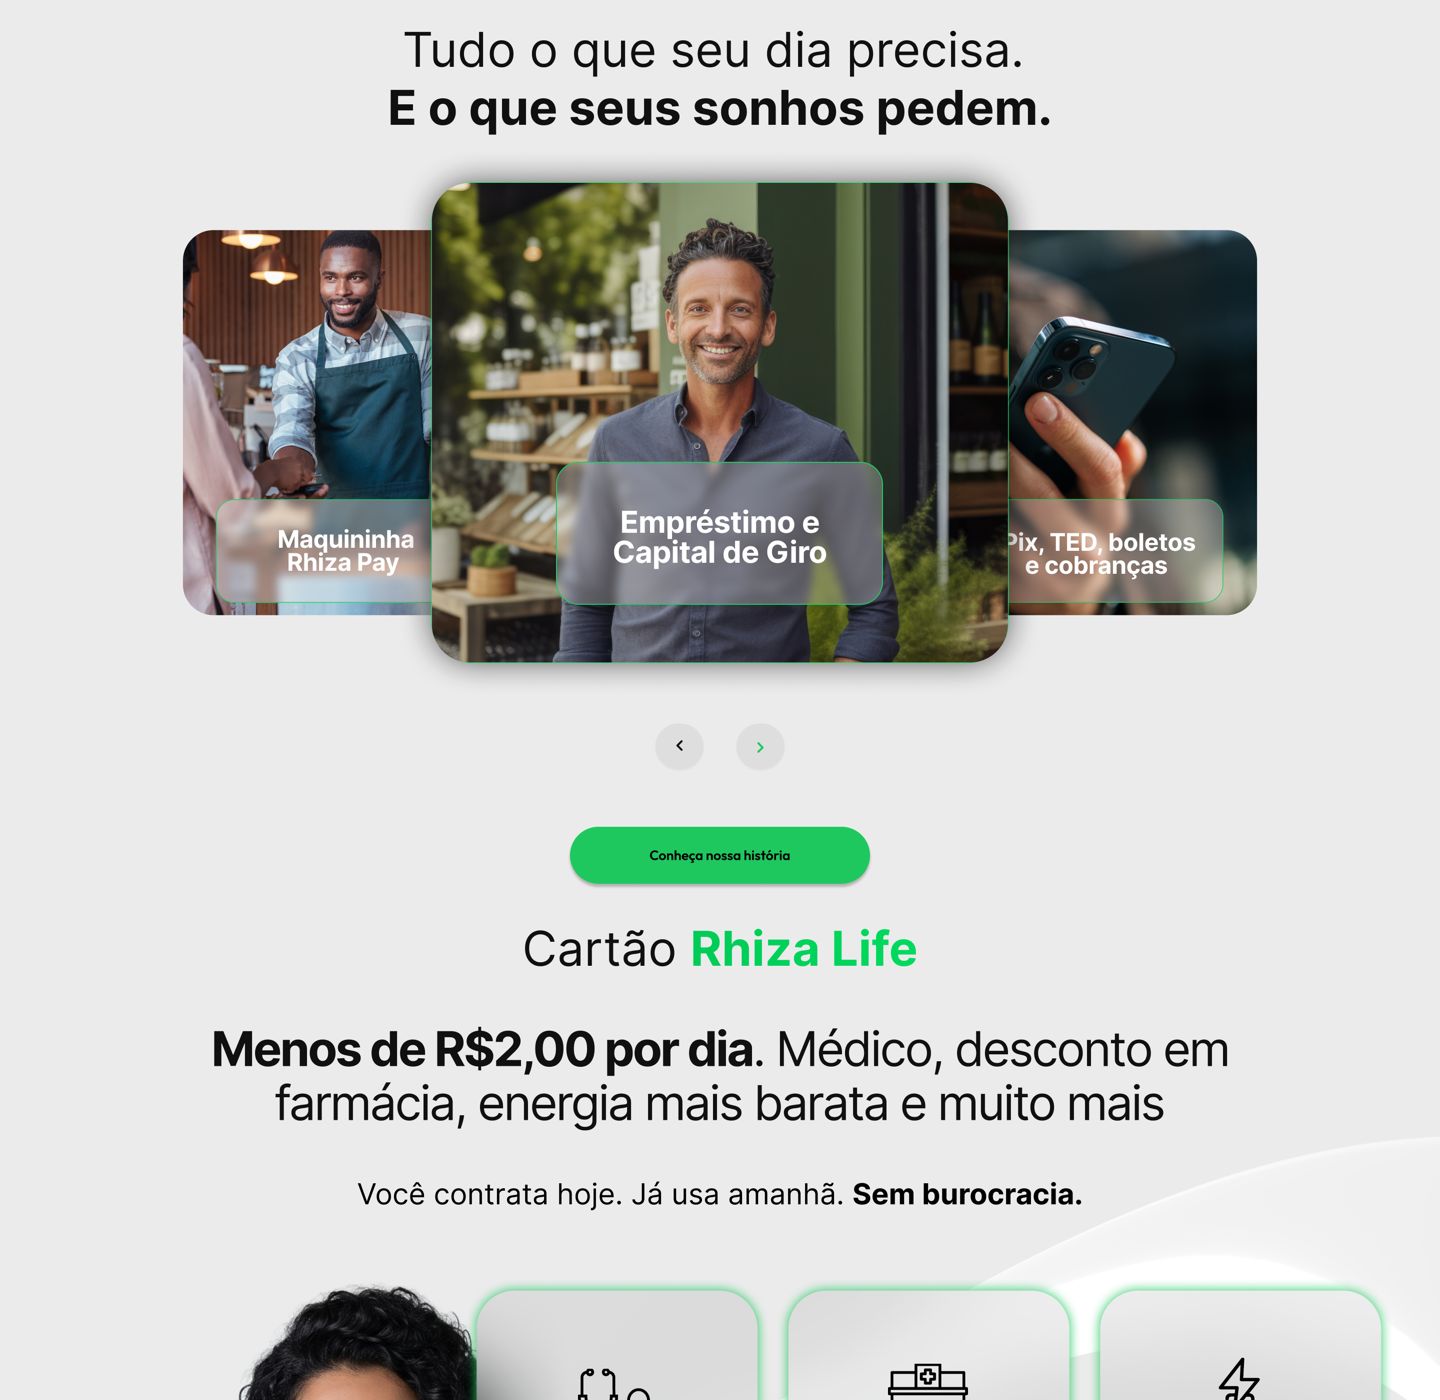 Tudo o que seu dia precisa.
E o que seus sonhos pedem.
Maquininha
Rhiza Pay
Empréstimo e
Capital de Giro
Pix, TED, boletos
e cobranças
Conheça nossa história
Cartão Rhiza Life
Menos de R$2,00 por dia. Médico, desconto em
farmácia, energia mais barata e muito mais
Você contrata hoje. Já usa amanhã. Sem burocracia.